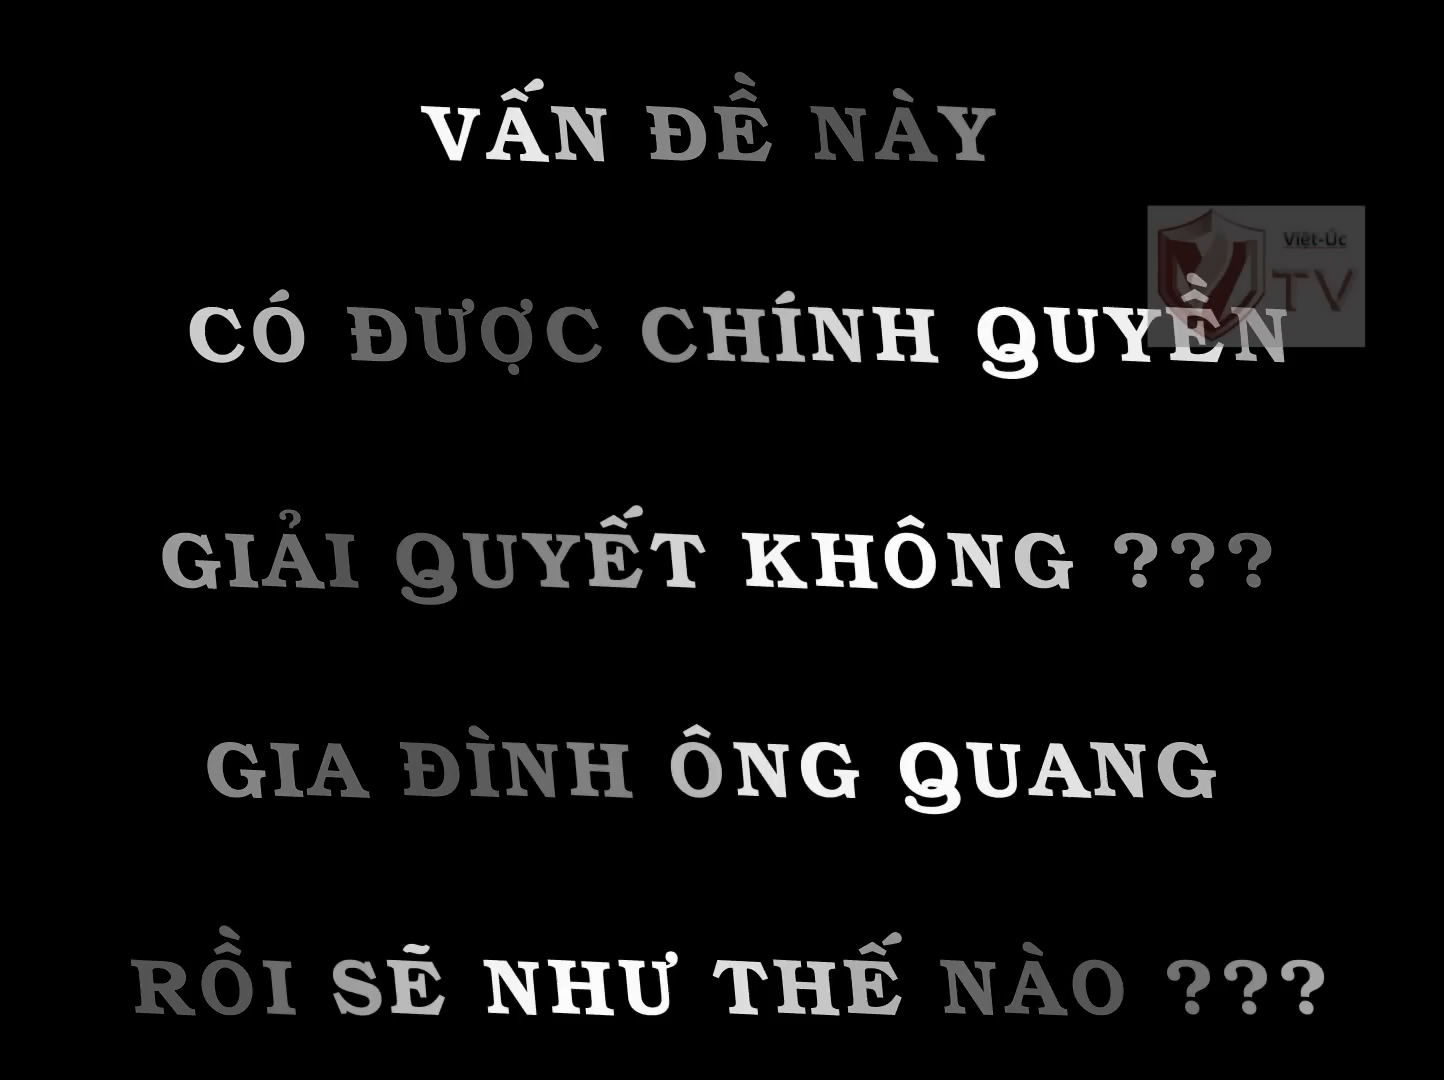 VẤN ĐỀ NÀY
Việt-Úc
TV
CÓ ĐƯỢC CHÍNH QUYỀN
GIẢI QUYẾT KHÔNG ???
GIA ĐÌNH ÔNG QUANG
RỒI SẼ NHƯ THẾ NÀO ???